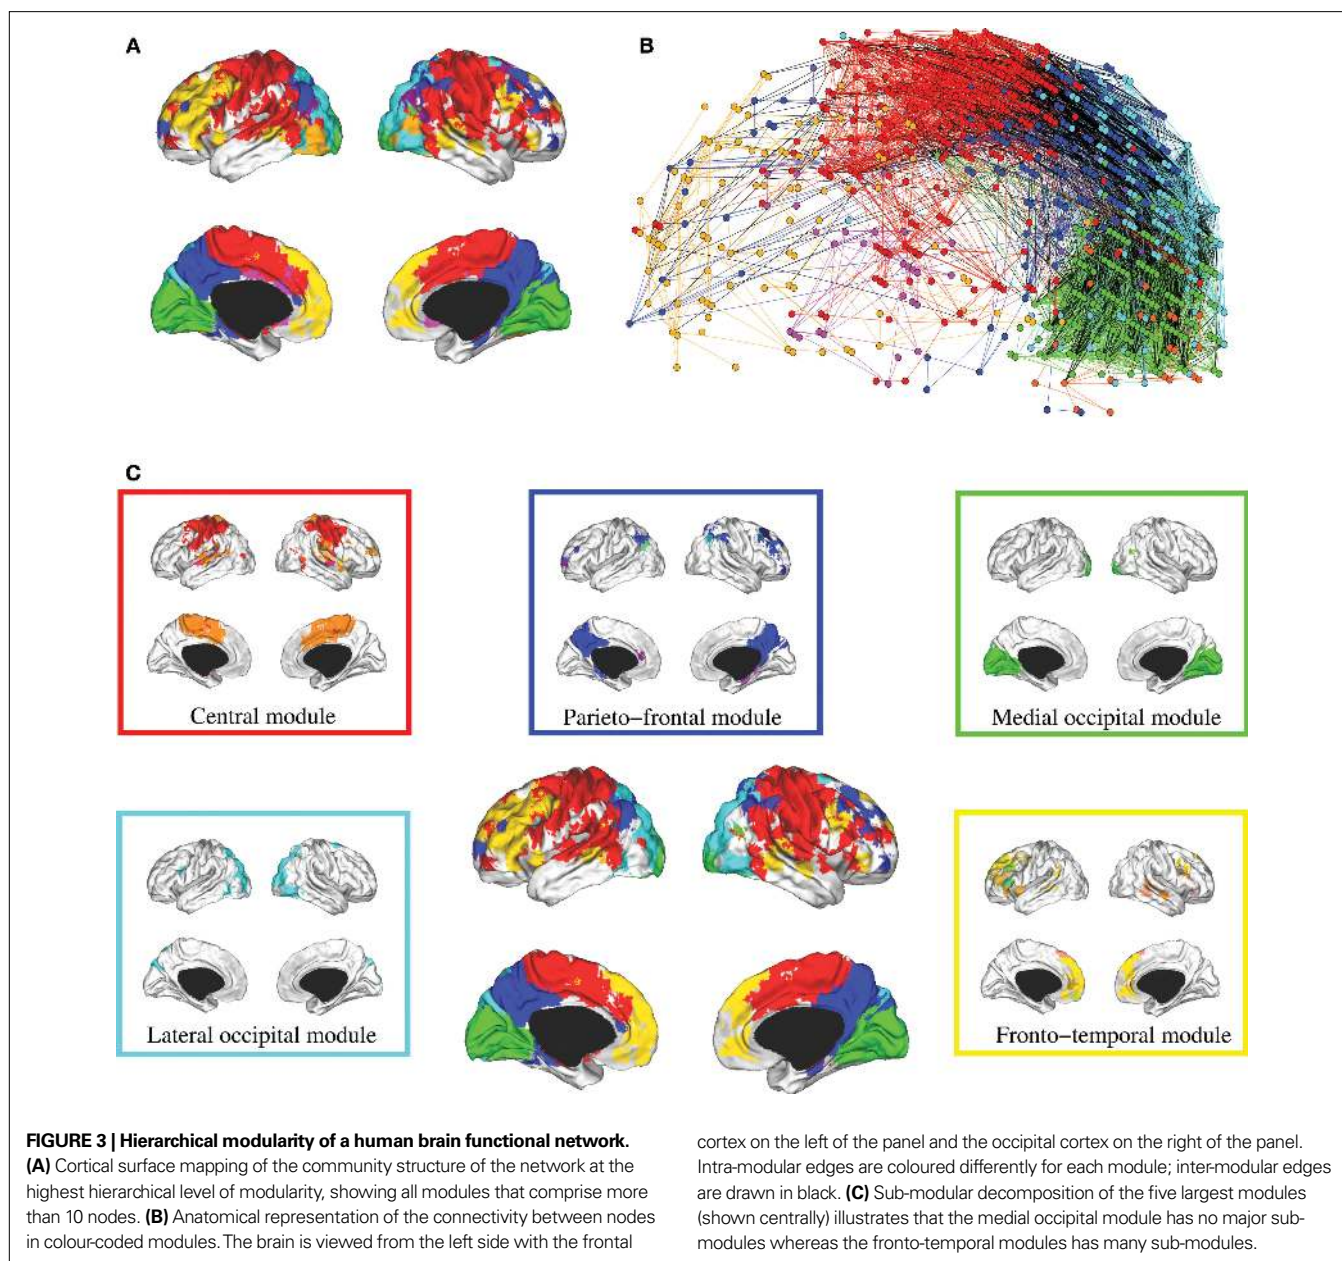 A
B
C
Central module
Parieto–frontal module
Medial occipital module
Lateral occipital module
Fronto–temporal module
FIGURE 3 | Hierarchical modularity of a human brain functional network.
(A) Cortical surface mapping of the community structure of the network at the
highest hierarchical level of modularity, showing all modules that comprise more
than 10 nodes. (B) Anatomical representation of the connectivity between nodes
in colour-coded modules. The brain is viewed from the left side with the frontal
cortex on the left of the panel and the occipital cortex on the right of the panel.
Intra-modular edges are coloured differently for each module; inter-modular edges
are drawn in black. (C) Sub-modular decomposition of the five largest modules
(shown centrally) illustrates that the medial occipital module has no major sub-
modules whereas the fronto-temporal modules has many sub-modules.